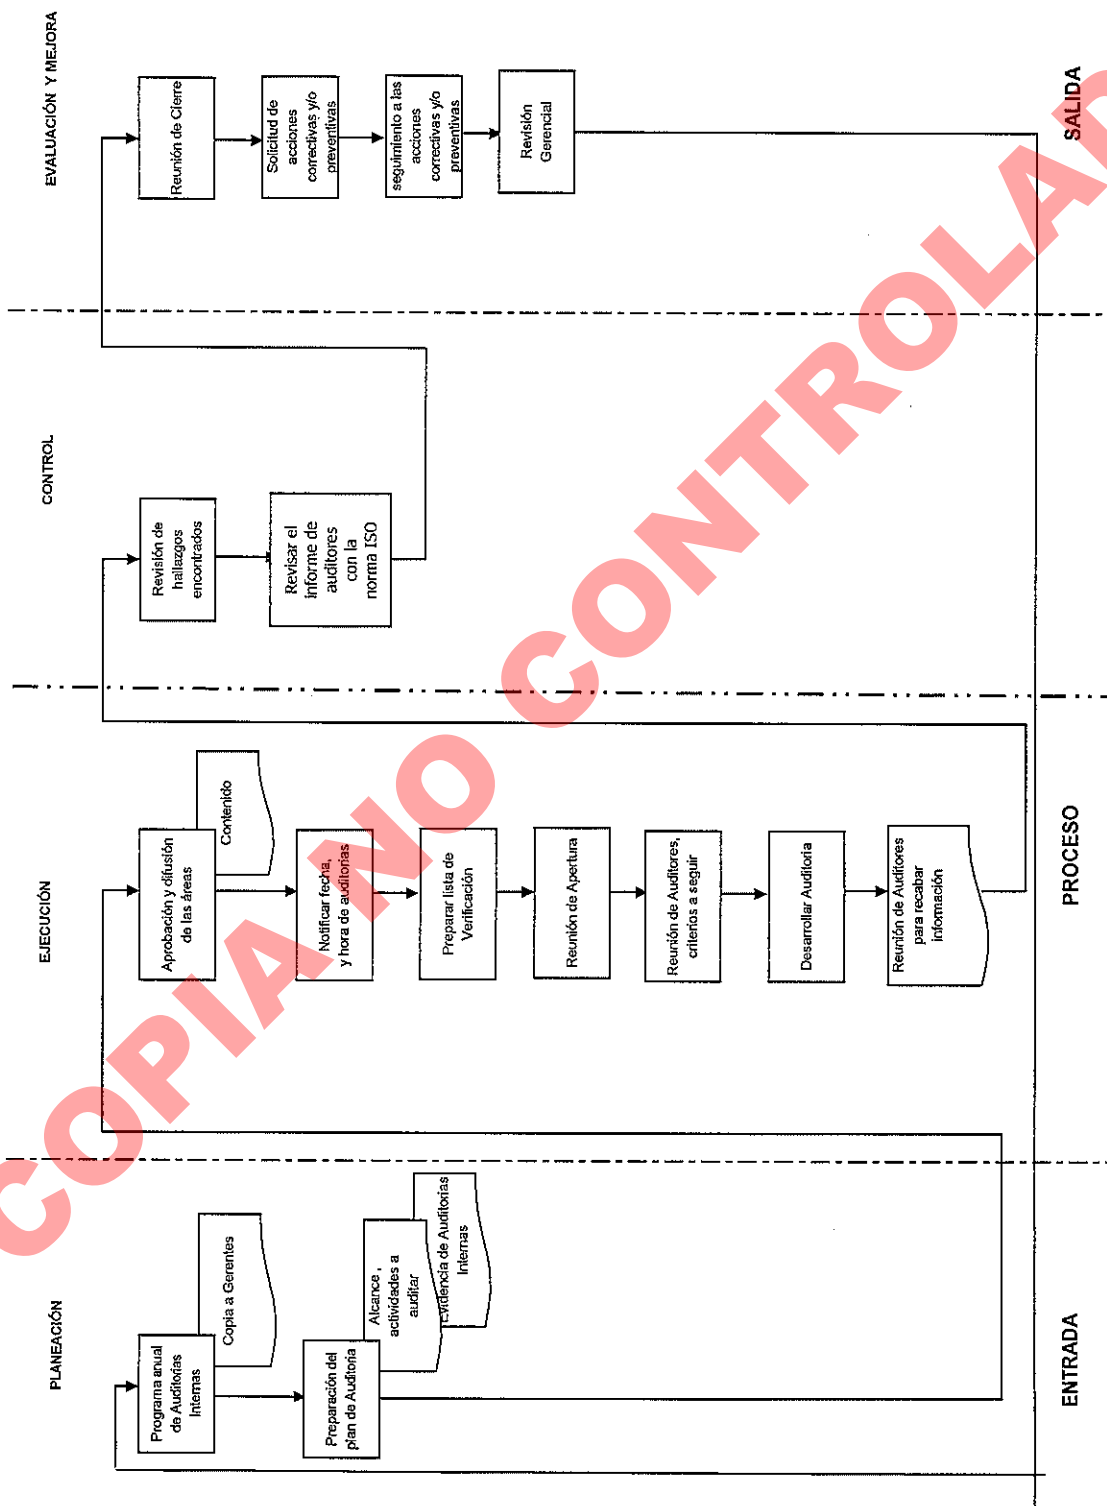 PLANEACIÓN
Programa anual
de Auditorias
Internas
Copia a Gerentes
Preparación del
plan de Auditoria
Alcance ,
actividades a
auditar
Evidencia de Auditorias
Internas
ENTRADA
EJECUCIÓN
Aprobación y difusión
de las áreas
Contenido
Notificar fecha,
y hora de auditorias
Preparar lista de
Verificación
Reunión de Apertura
Reunión de Auditores,
criterios a seguir
Desarrollar Auditoria
Reunión de Auditores
para recabar
información
PROCESO
CONTROL
Revisión de
hallazgos
encontrados
Revisar el
informe de
auditores
con la
norma ISO
EVALUACIÓN Y MEJORA
Reunión de Cierre
Solicitud de
acciones
correctivas y/o
preventivas
seguimiento a las
acciones
correctivas y/o
preventivas
Revisión
Gerencial
SALIDA
COPIA NO CONTROLAD